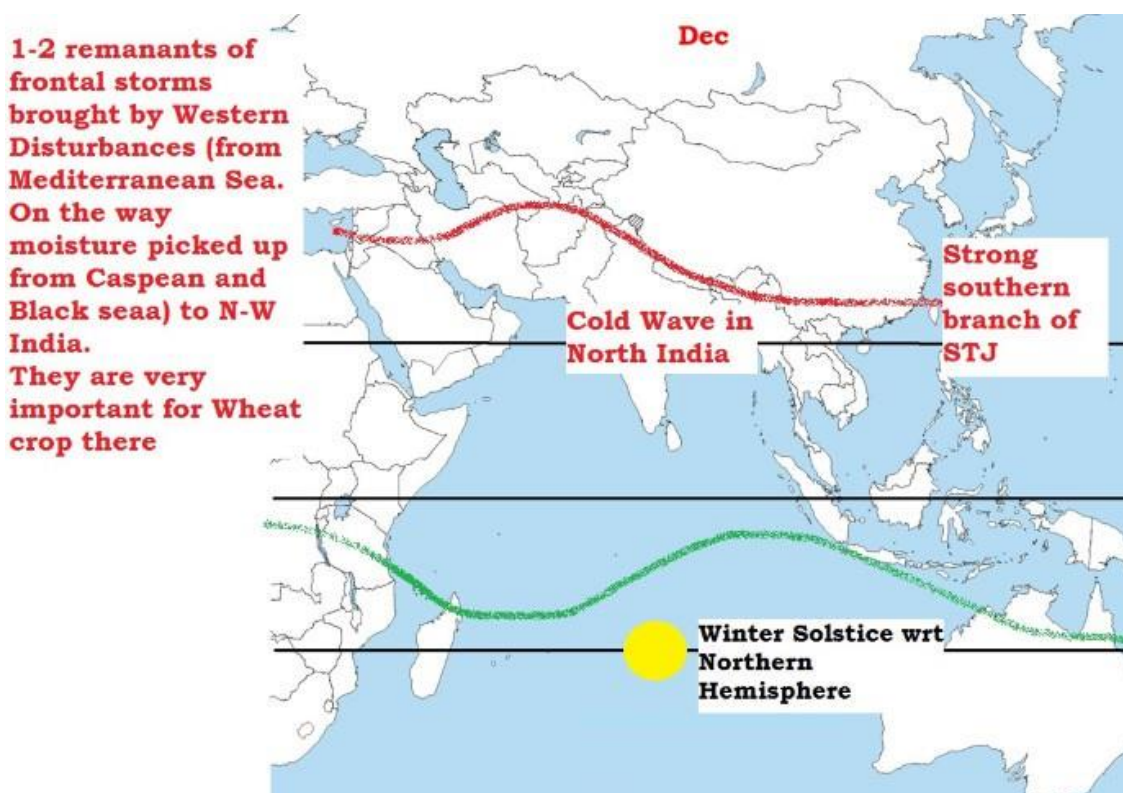 1-2 remanants of
frontal storms
brought by Western
Disturbances (from
Mediterranean Sea.
On the way
moisture picked up
from Caspean and
Black seaa) to N-W
India.
They are very
important for Wheat
crop there
Dec
Strong
southern
branch of
STJ
Cold Wave in
North India
Winter Solstice wrt
Northern
Hemisphere